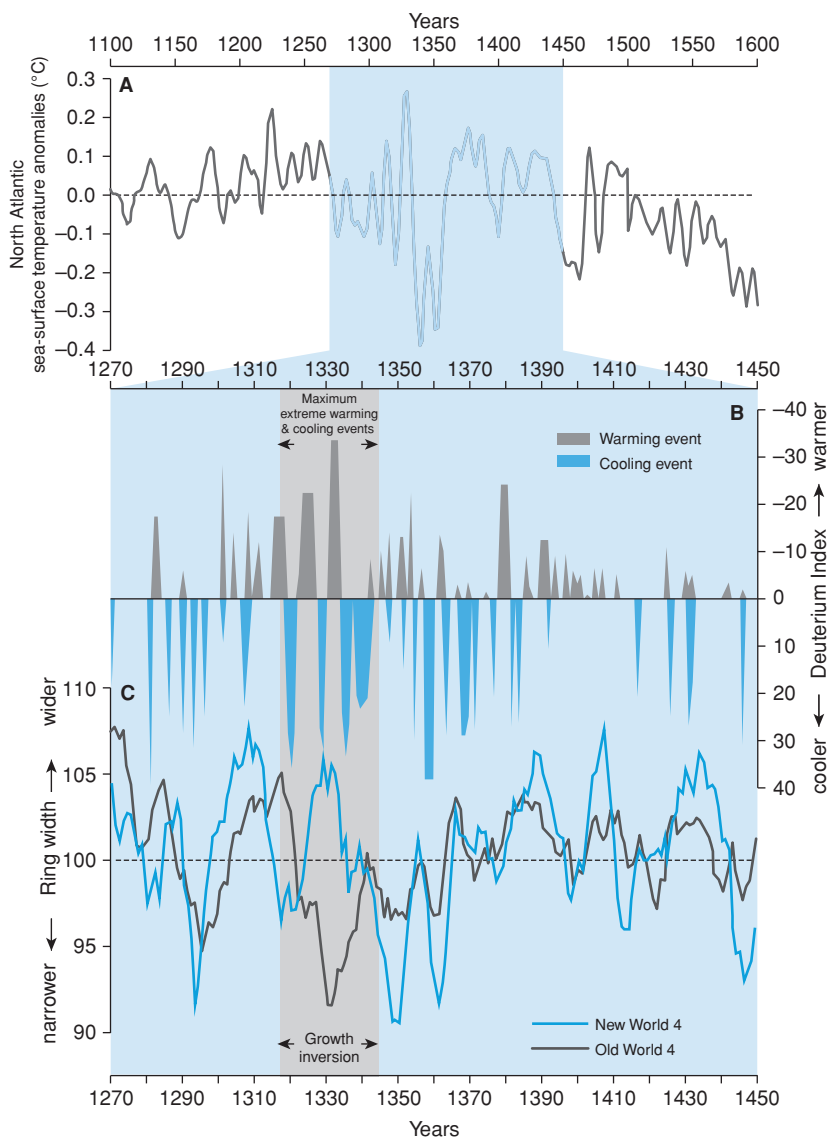 Years
1100 1150 1200 1250 1300 1350 1400 1450 1500 1550 1600
A
North Atlantic
sea-surface temperature anomalies (°C)
0.3
0.2
0.1
0.0
−0.1
−0.2
−0.3
−0.4
1270 1290 1310 1330 1350 1370 1390 1410 1430 1450
Maximum
extreme warming
& cooling events
B
Warming event
Cooling event
−40
−30
−20
−10
0
10
20
30
40
cooler ← Deuterium Index → warmer
C
110
105
100
95
90
narrower ← Ring width → wider
Growth
inversion
New World 4
Old World 4
1270 1290 1310 1330 1350 1370 1390 1410 1430 1450
Years